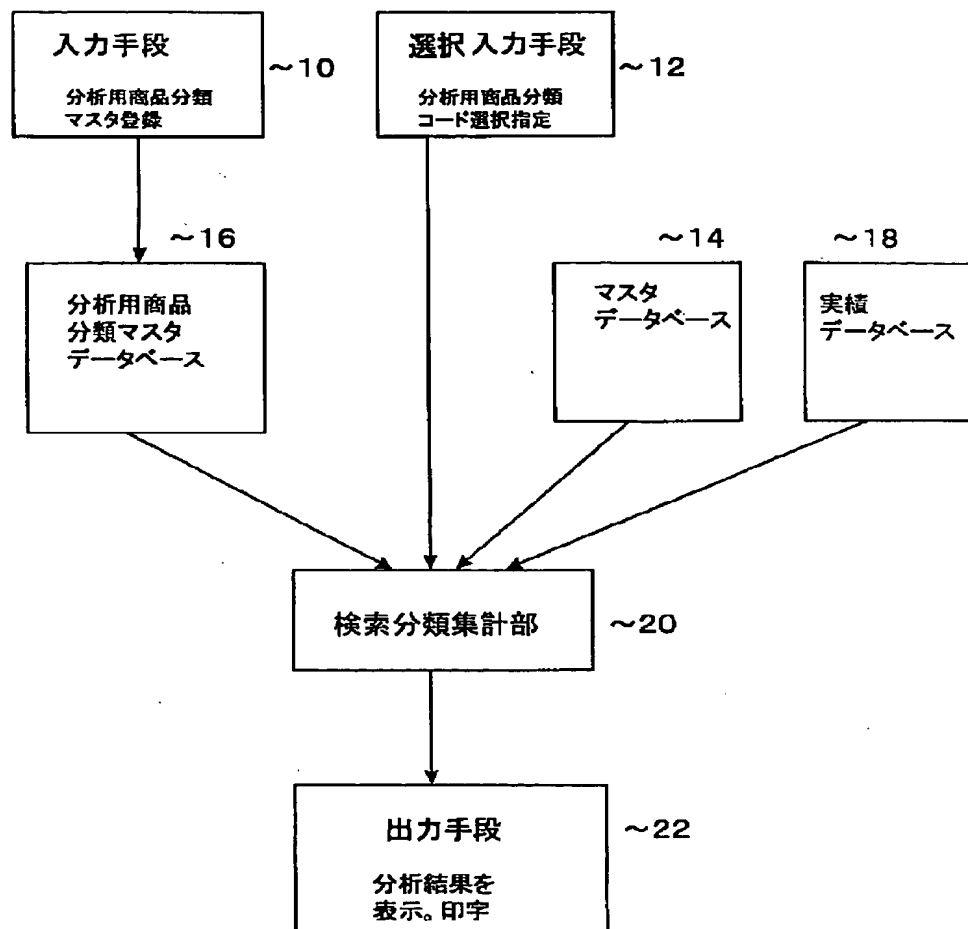 入力手段
分析用商品分類
マスタ登録
～10
選択入力手段
分析用商品分類
コード選択指定
～12
～16
分析用商品
分類マスタ
データベース
～14
マスタ
データベース
～18
実績
データベース
検索分類集計部
～20
出力手段
分析結果を
表示。印字
～22